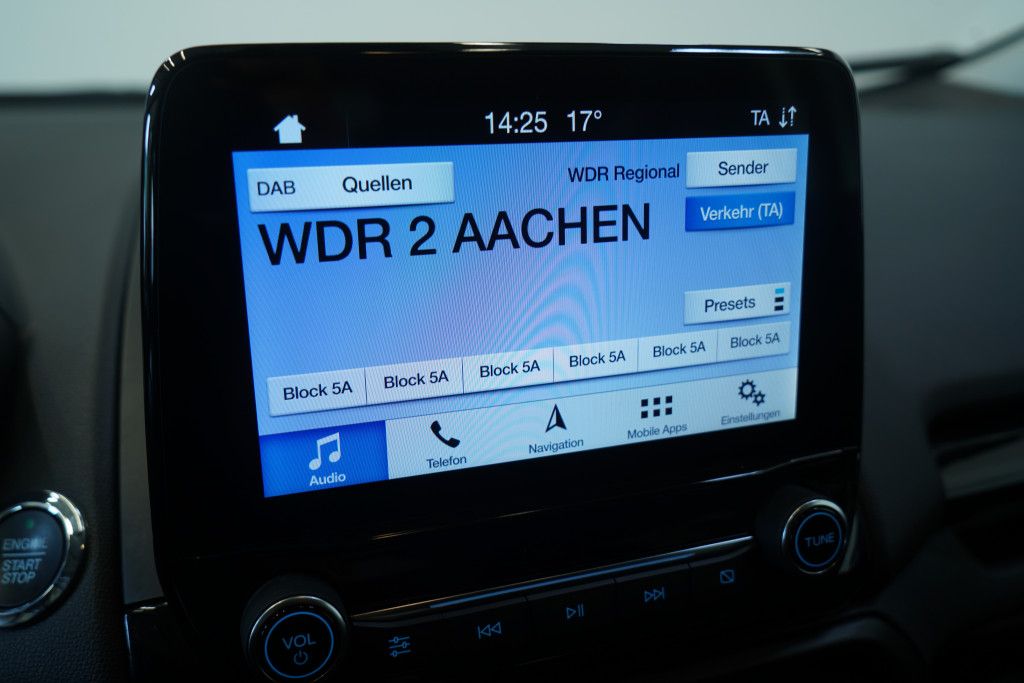 14:25 17° TA
DAB Quellen WDR Regional Sender
WDR 2 AACHEN Verkehr (TA)
Presets
Block 5A Block 5A Block 5A Block 5A Block 5A Block 5A
Audio Telefon Navigation Mobile Apps Einstellungen
ENGINE
START
STOP
VOL
TUNE